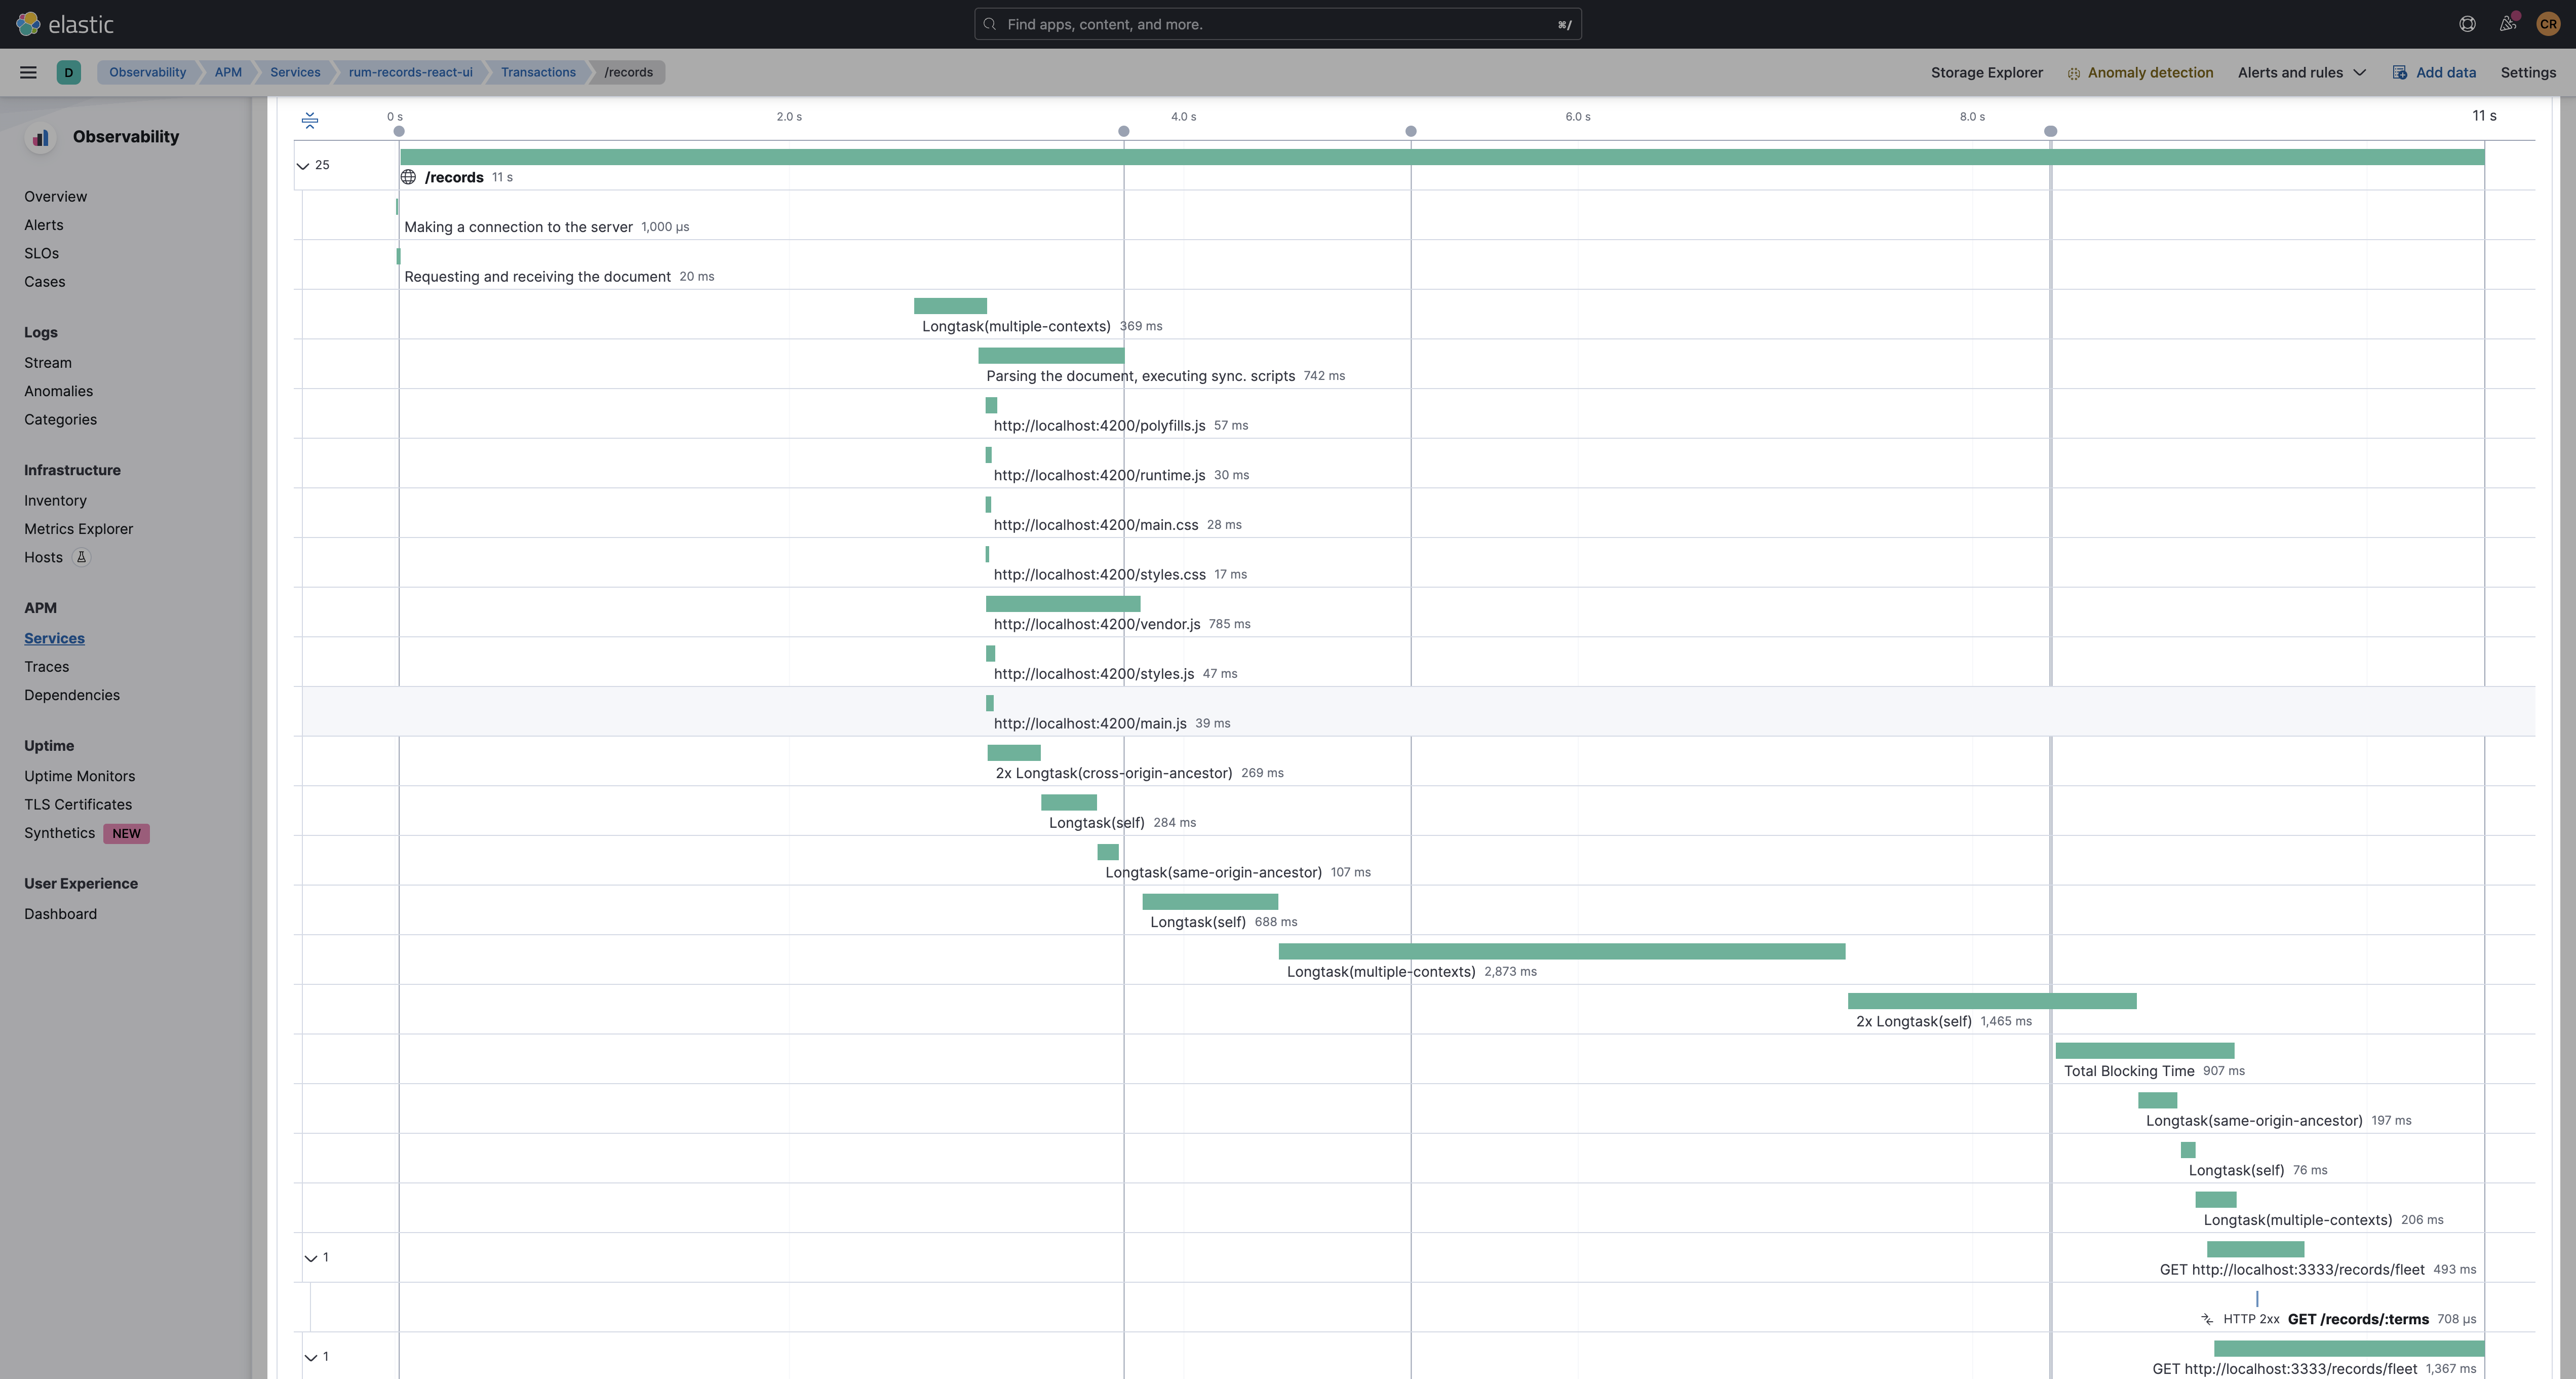 elastic
Find apps, content, and more.
⌘/
CR
D
Observability
APM
Services
rum-records-react-ui
Transactions
/records
Storage Explorer
Anomaly detection
Alerts and rules
Add data
Settings
Observability
Overview
Alerts
SLOs
Cases
Logs
Stream
Anomalies
Categories
Infrastructure
Inventory
Metrics Explorer
Hosts
APM
Services
Traces
Dependencies
Uptime
Uptime Monitors
TLS Certificates
Synthetics NEW
User Experience
Dashboard
0 s 2.0 s 4.0 s 6.0 s 8.0 s 11 s
25
/records 11 s
Making a connection to the server 1,000 μs
Requesting and receiving the document 20 ms
Longtask(multiple-contexts) 369 ms
Parsing the document, executing sync. scripts 742 ms
http://localhost:4200/polyfills.js 57 ms
http://localhost:4200/runtime.js 30 ms
http://localhost:4200/main.css 28 ms
http://localhost:4200/styles.css 17 ms
http://localhost:4200/vendor.js 785 ms
http://localhost:4200/styles.js 47 ms
http://localhost:4200/main.js 39 ms
2x Longtask(cross-origin-ancestor) 269 ms
Longtask(self) 284 ms
Longtask(same-origin-ancestor) 107 ms
Longtask(self) 688 ms
Longtask(multiple-contexts) 2,873 ms
2x Longtask(self) 1,465 ms
Total Blocking Time 907 ms
Longtask(same-origin-ancestor) 197 ms
Longtask(self) 76 ms
Longtask(multiple-contexts) 206 ms
1
GET http://localhost:3333/records/fleet 493 ms
HTTP 2xx GET /records/:terms 708 μs
1
GET http://localhost:3333/records/fleet 1,367 ms